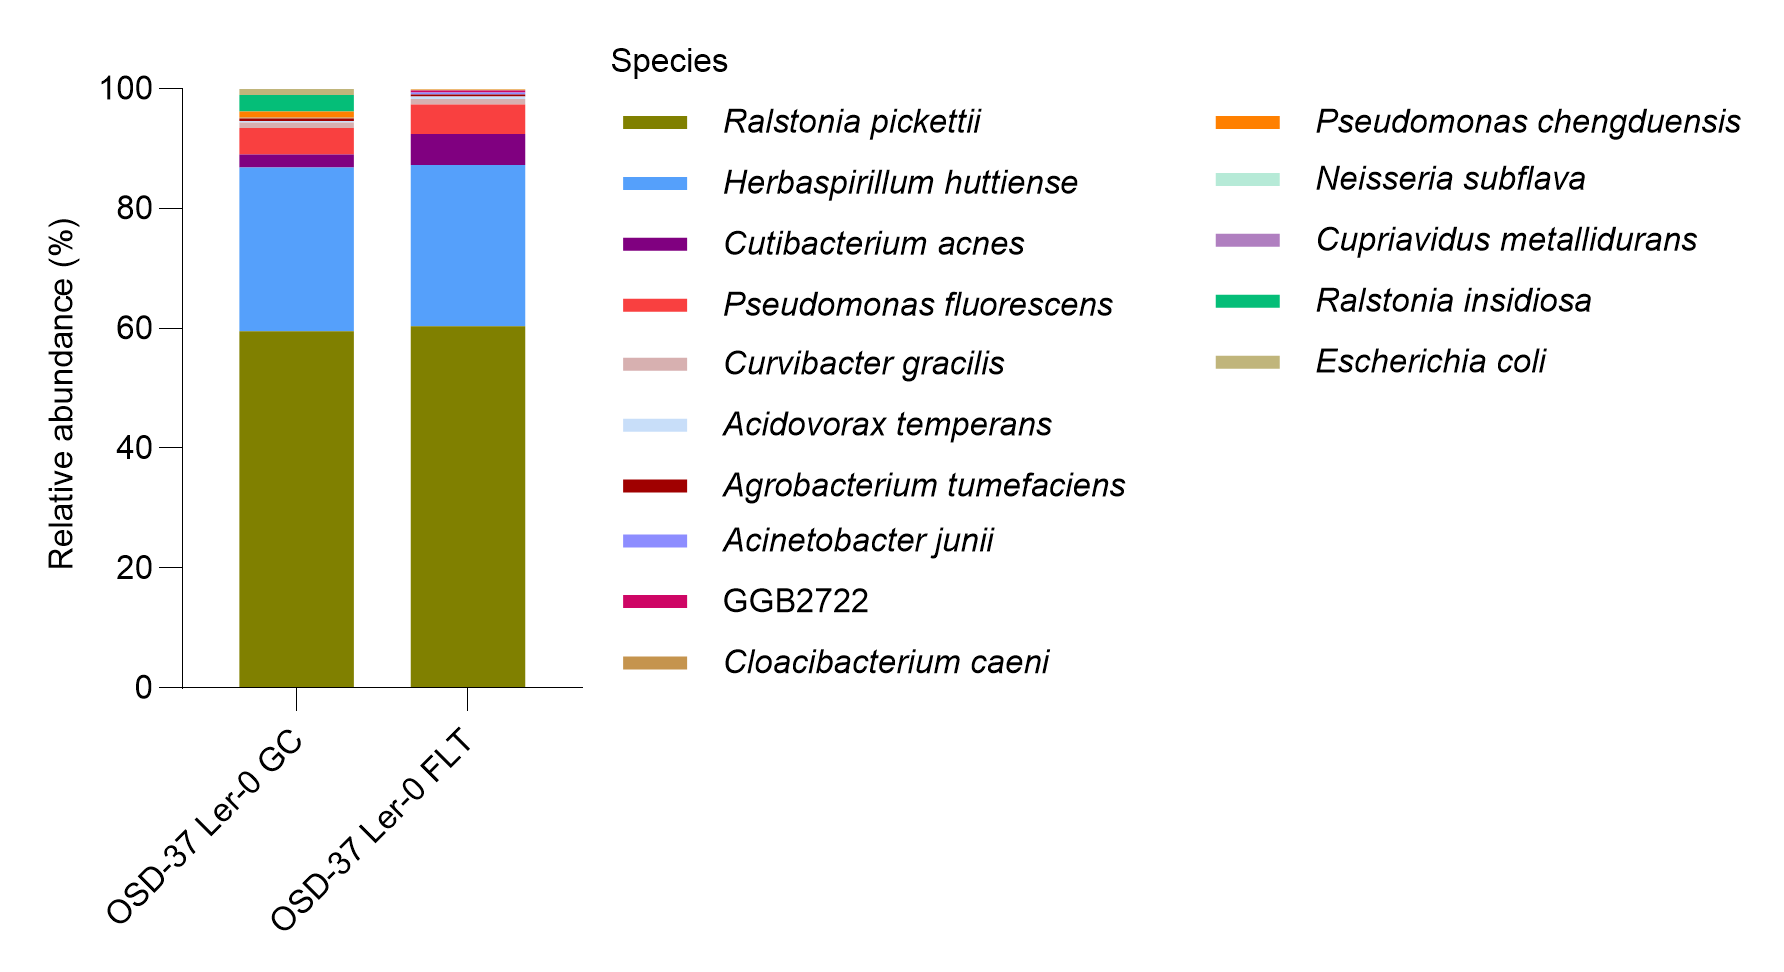 Species
100
80
60
40
20
0
Relative abundance (%)
OSD-37 Ler-0 GC
OSD-37 Ler-0 FLT
Ralstonia pickettii
Herbaspirillum huttiense
Cutibacterium acnes
Pseudomonas fluorescens
Curvibacter gracilis
Acidovorax temperans
Agrobacterium tumefaciens
Acinetobacter junii
GGB2722
Cloacibacterium caeni
Pseudomonas chengduensis
Neisseria subflava
Cupriavidus metallidurans
Ralstonia insidiosa
Escherichia coli